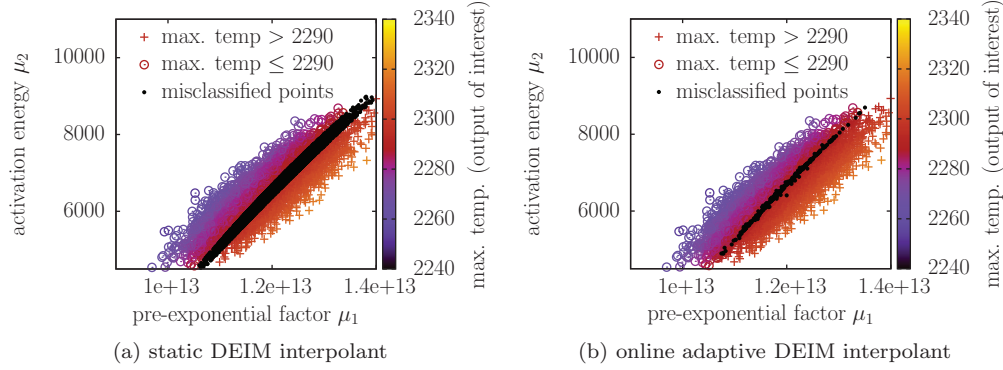 max. temp > 2290
max. temp ≤ 2290
misclassified points
10000
8000
6000
activation energy μ2
1e+13
1.2e+13
1.4e+13
pre-exponential factor μ1
2340
2320
2300
2280
2260
2240
max. temp. (output of interest)
(a) static DEIM interpolant
max. temp > 2290
max. temp ≤ 2290
misclassified points
10000
8000
6000
activation energy μ2
1e+13
1.2e+13
1.4e+13
pre-exponential factor μ1
2340
2320
2300
2280
2260
2240
max. temp. (output of interest)
(b) online adaptive DEIM interpolant